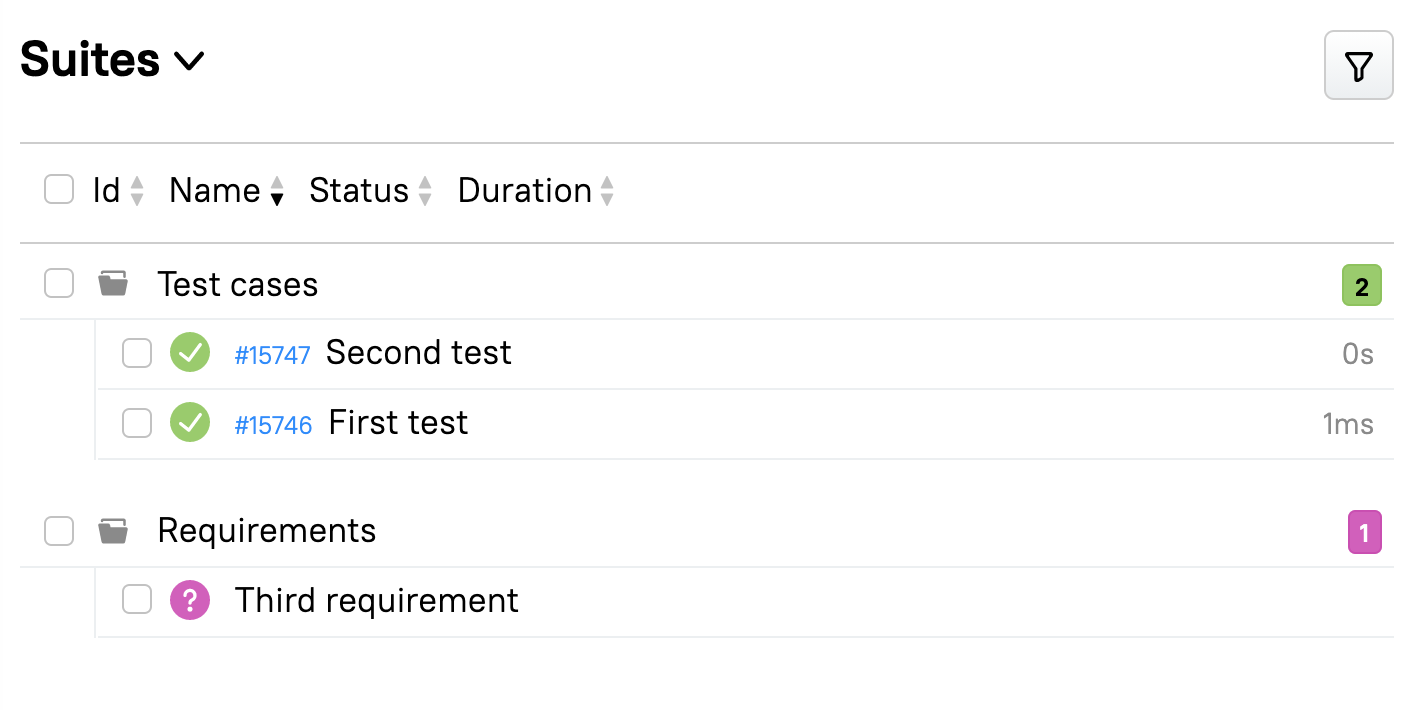 Suites
Id Name Status Duration
Test cases 2
#15747 Second test 0s
#15746 First test 1ms
Requirements 1
? Third requirement